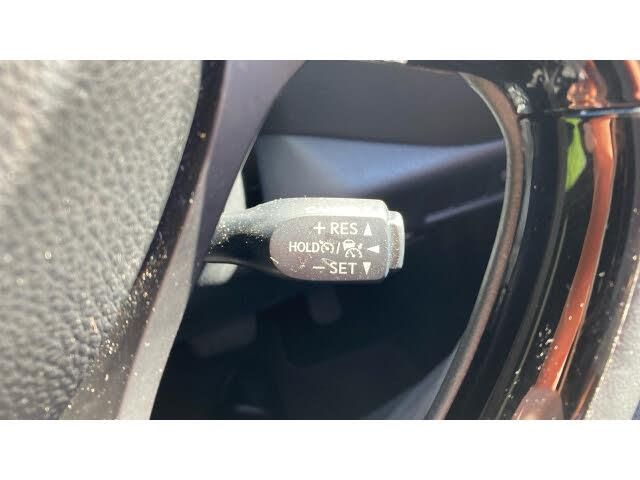 + RES ▲
HOLD / ◀
− SET ▼